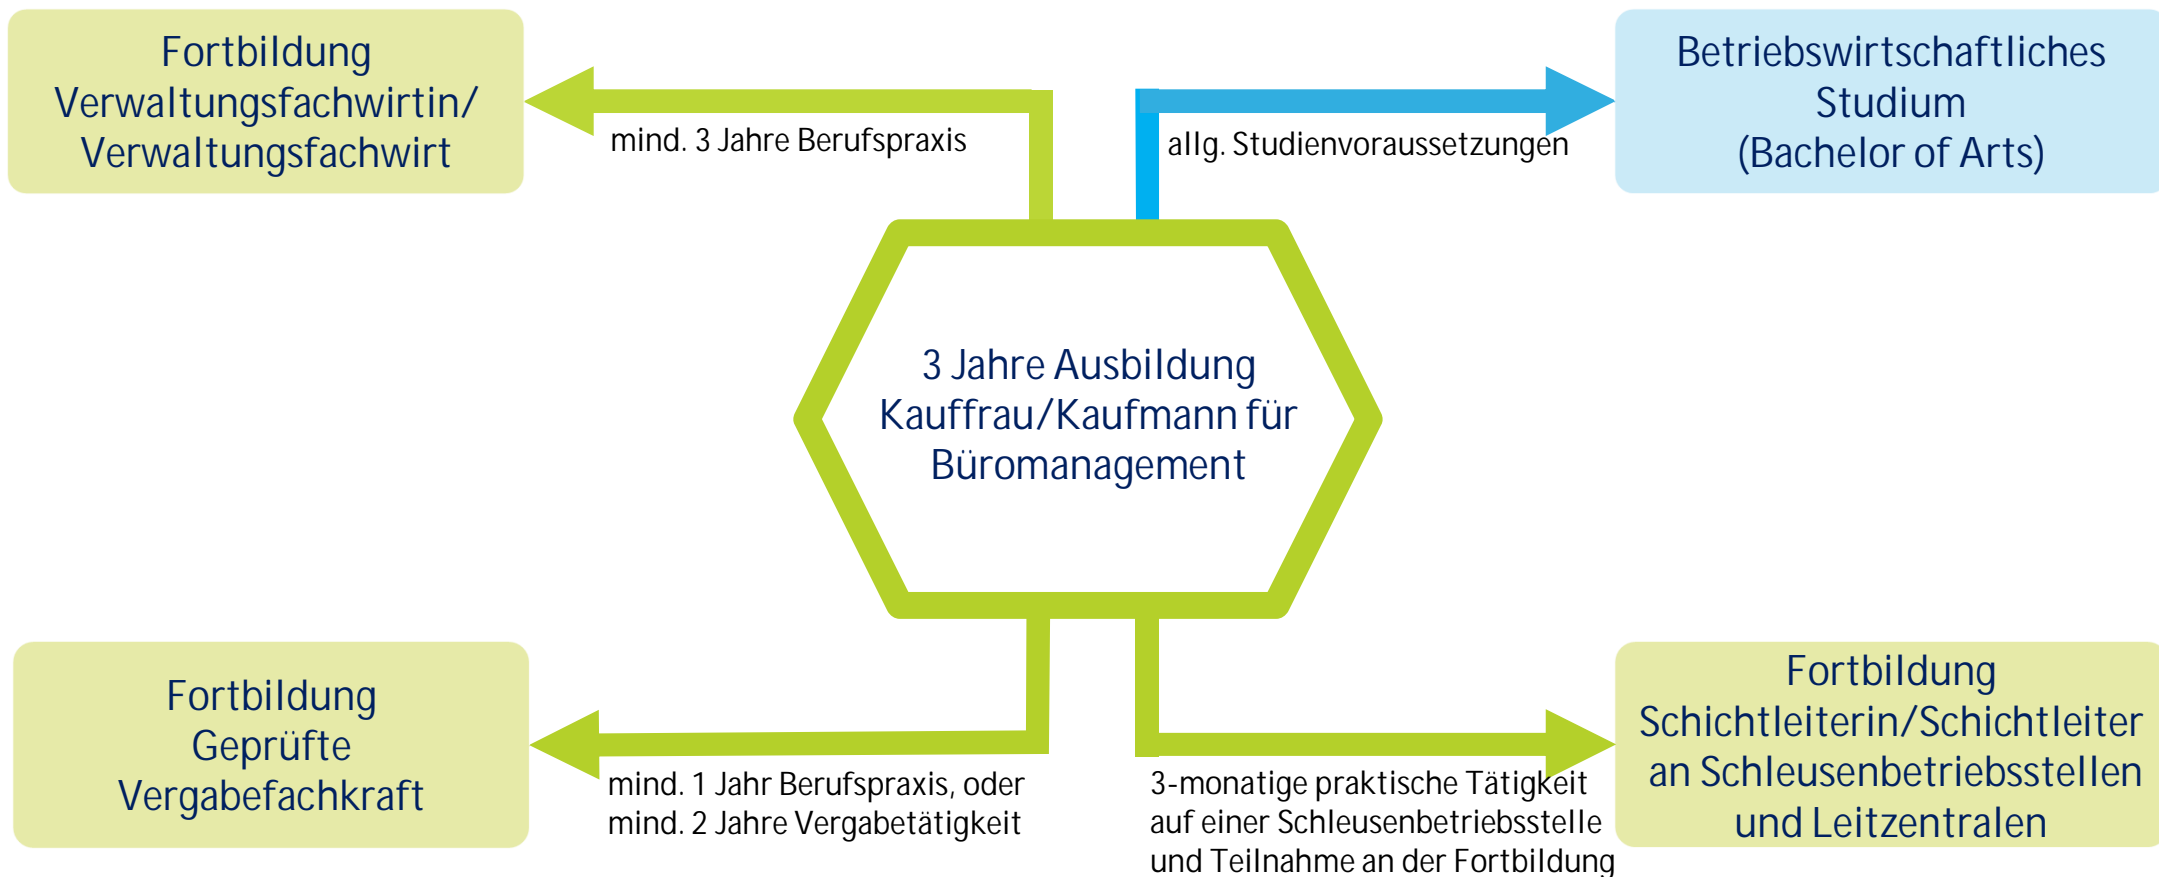 Fortbildung
Verwaltungsfachwirtin/
Verwaltungsfachwirt
mind. 3 Jahre Berufspraxis
allg. Studienvoraussetzungen
Betriebswirtschaftliches
Studium
(Bachelor of Arts)
3 Jahre Ausbildung
Kauffrau/Kaufmann für
Büromanagement
Fortbildung
Geprüfte
Vergabefachkraft
mind. 1 Jahr Berufspraxis, oder
mind. 2 Jahre Vergabetätigkeit
3-monatige praktische Tätigkeit
auf einer Schleusenbetriebsstelle
und Teilnahme an der Fortbildung
Fortbildung
Schichtleiterin/Schichtleiter
an Schleusenbetriebsstellen
und Leitzentralen